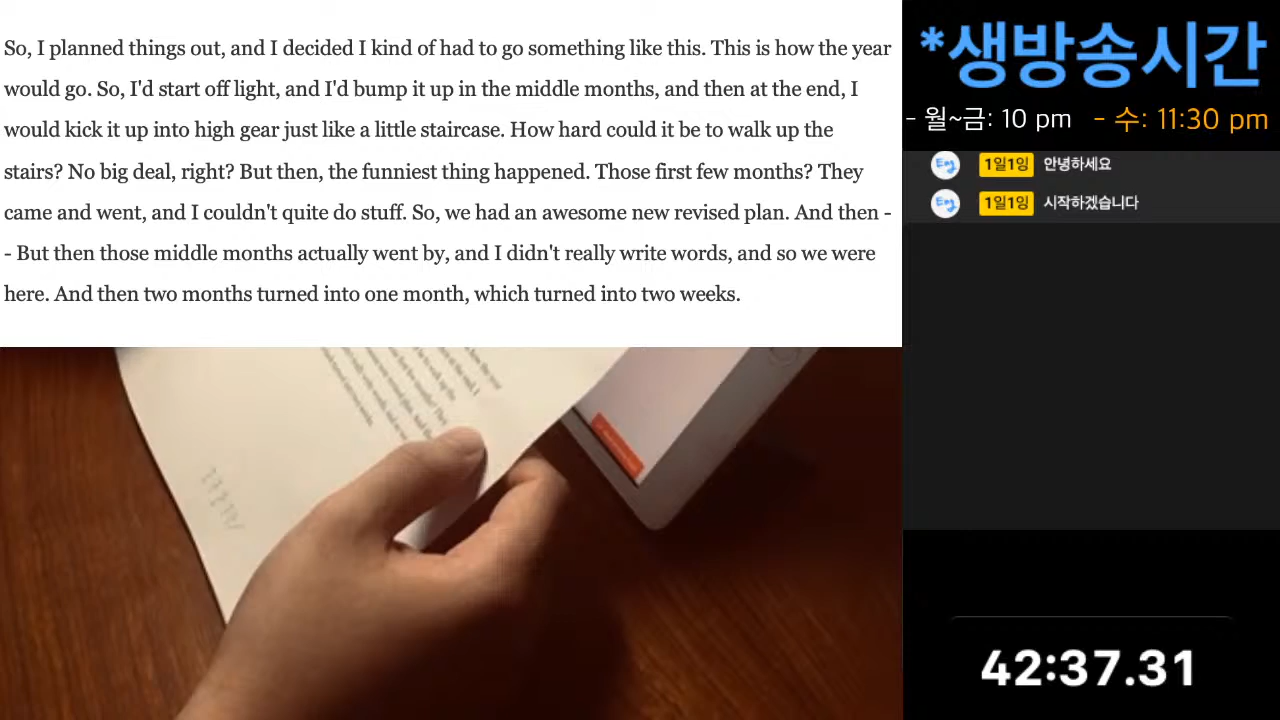 So, I planned things out, and I decided I kind of had to go something like this. This is how the year
would go. So, I'd start off light, and I'd bump it up in the middle months, and then at the end, I
would kick it up into high gear just like a little staircase. How hard could it be to walk up the
stairs? No big deal, right? But then, the funniest thing happened. Those first few months? They
came and went, and I couldn't quite do stuff. So, we had an awesome new revised plan. And then -
- But then those middle months actually went by, and I didn't really write words, and so we were
here. And then two months turned into one month, which turned into two weeks.
*생방송시간
- 월~금: 10 pm - 수: 11:30 pm
1일1잉 안녕하세요
1일1잉 시작하겠습니다
42:37.31